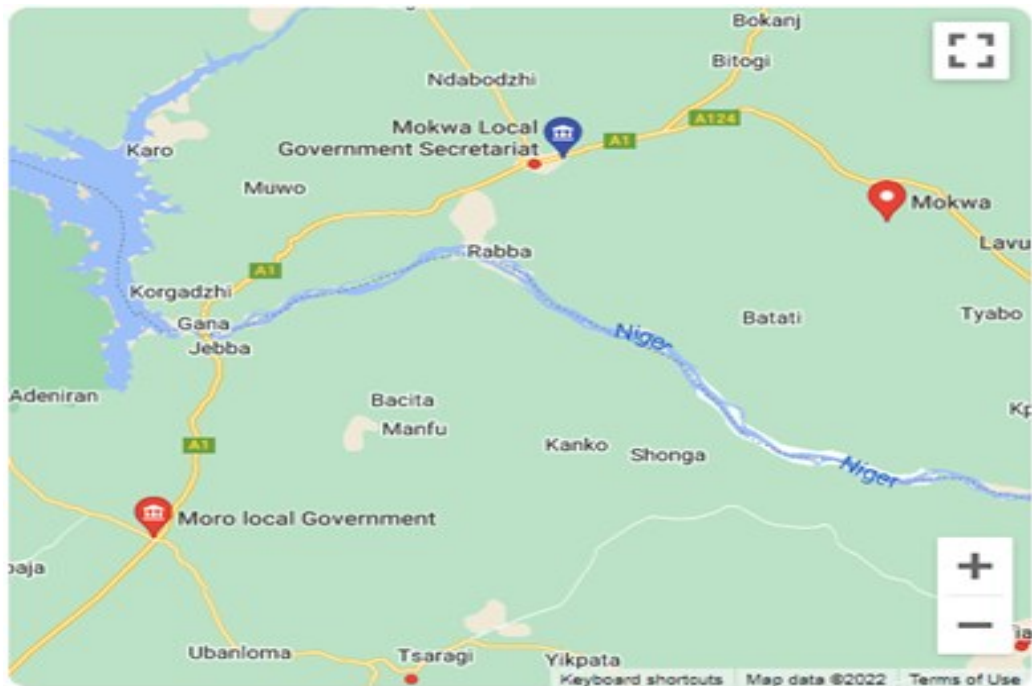 Bokanj
Bitogi
Ndabodzhi
A124
Mokwa Local
Government Secretariat
A1
Karo
Muwo
Mokwa
Lavu
Rabba
A1
Korgadzhi
Gana
Jebba
Niger
Batati
Tyabo
Adeniran
Bacita
Manfu
Kp
A1
Kanko
Shonga
Niger
Moro local Government
paja
Ubanloma
Tsaragi
Yikpata
Keyboard shortcuts
Map data ©2022
Terms of Use